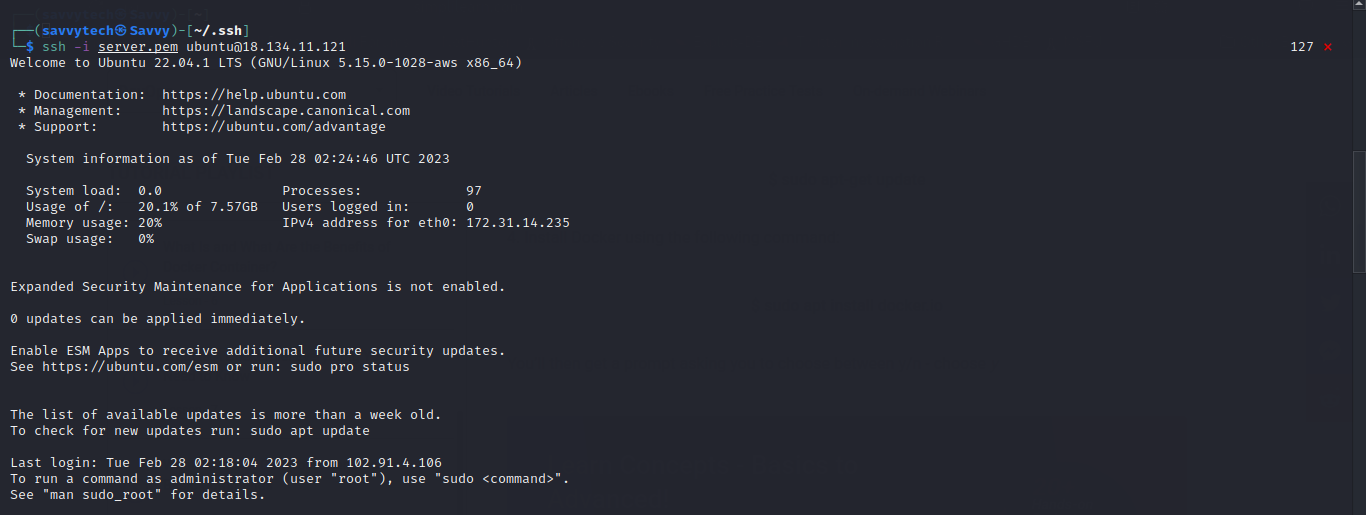 ┌──(savvytech㉿Savvy)-[~/.ssh]
└─$ ssh -i server.pem ubuntu@18.134.11.121 127 ⨯
Welcome to Ubuntu 22.04.1 LTS (GNU/Linux 5.15.0-1028-aws x86_64)
* Documentation: https://help.ubuntu.com
* Management: https://landscape.canonical.com
* Support: https://ubuntu.com/advantage
System information as of Tue Feb 28 02:24:46 UTC 2023
System load: 0.0 Processes: 97
Usage of /: 20.1% of 7.57GB Users logged in: 0
Memory usage: 20% IPv4 address for eth0: 172.31.14.235
Swap usage: 0%
Expanded Security Maintenance for Applications is not enabled.
0 updates can be applied immediately.
Enable ESM Apps to receive additional future security updates.
See https://ubuntu.com/esm or run: sudo pro status
The list of available updates is more than a week old.
To check for new updates run: sudo apt update
Last login: Tue Feb 28 02:18:04 2023 from 102.91.4.106
To run a command as administrator (user "root"), use "sudo <command>".
See "man sudo_root" for details.